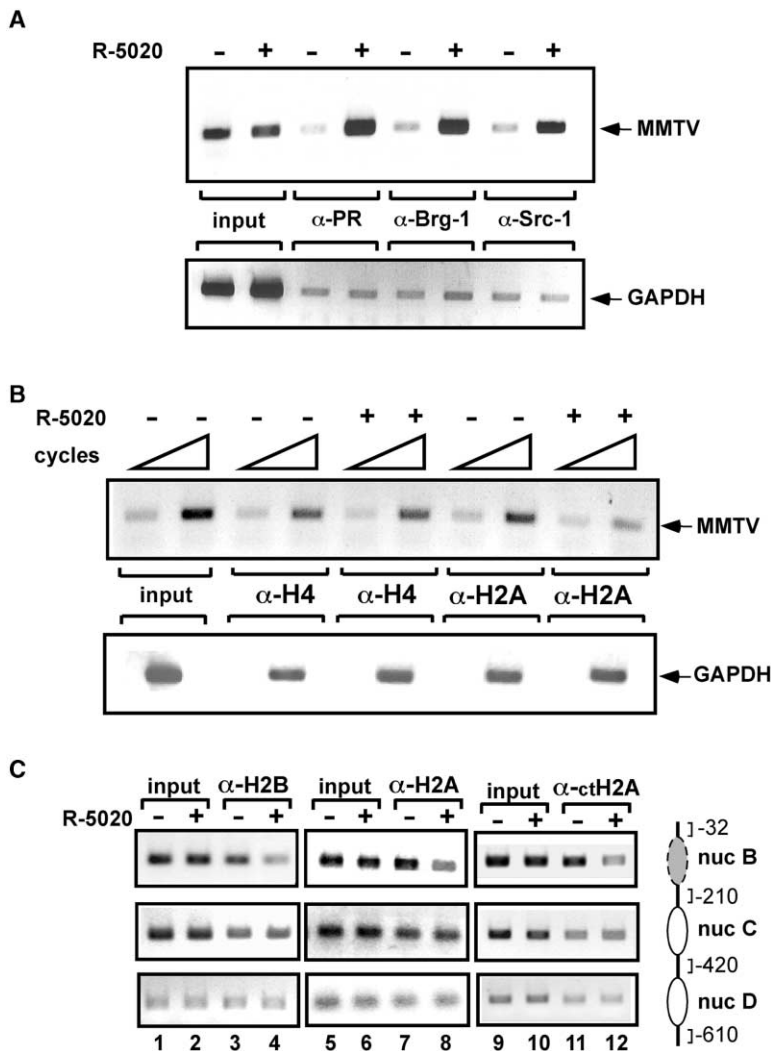 A
R-5020 – + – + – + – +
MMTV
input α-PR α-Brg-1 α-Src-1
GAPDH
B
R-5020 – – – – + + – – + +
cycles
MMTV
input α-H4 α-H4 α-H2A α-H2A
GAPDH
C
input α-H2B input α-H2A input α-ctH2A
R-5020 – + – + – + – + – + – +
-32
nuc B
-210
nuc C
-420
nuc D
-610
1 2 3 4 5 6 7 8 9 10 11 12